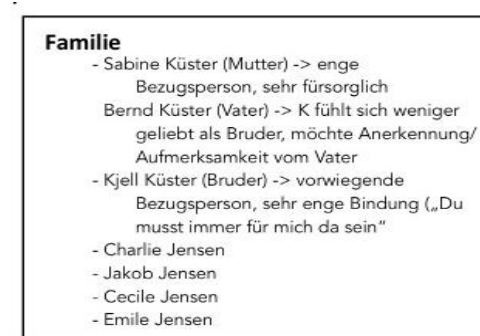 Familie
- Sabine Küster (Mutter) -> enge
Bezugsperson, sehr fürsorglich
Bernd Küster (Vater) -> K fühlt sich weniger
geliebt als Bruder, möchte Anerkennung/
Aufmerksamkeit vom Vater
- Kjell Küster (Bruder) -> vorwiegende
Bezugsperson, sehr enge Bindung („Du
musst immer für mich da sein"
- Charlie Jensen
- Jakob Jensen
- Cecile Jensen
- Emile Jensen